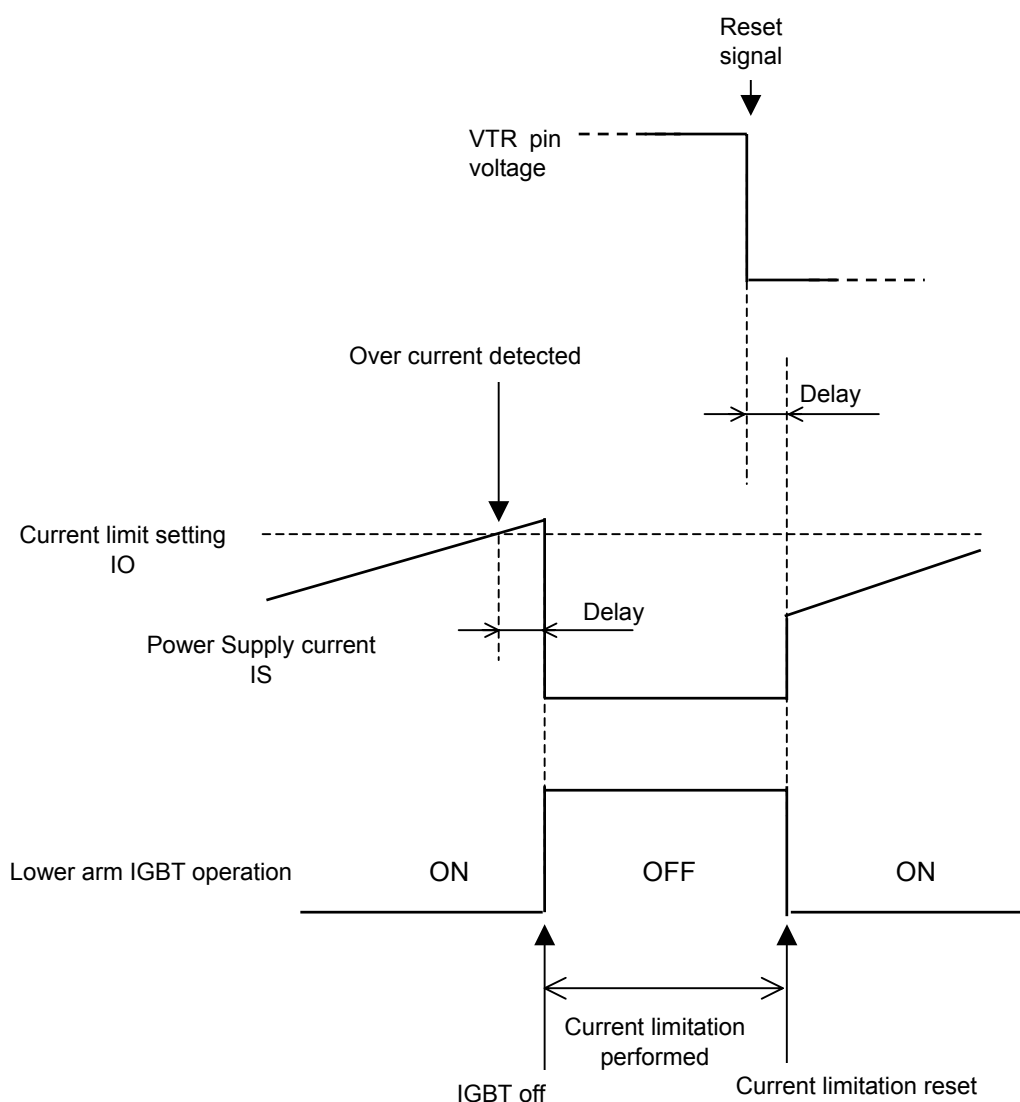 Reset
signal
VTR pin
voltage
Over current detected
Delay
Current limit setting
IO
Delay
Power Supply current
IS
Lower arm IGBT operation
ON
OFF
ON
Current limitation
performed
IGBT off
Current limitation reset